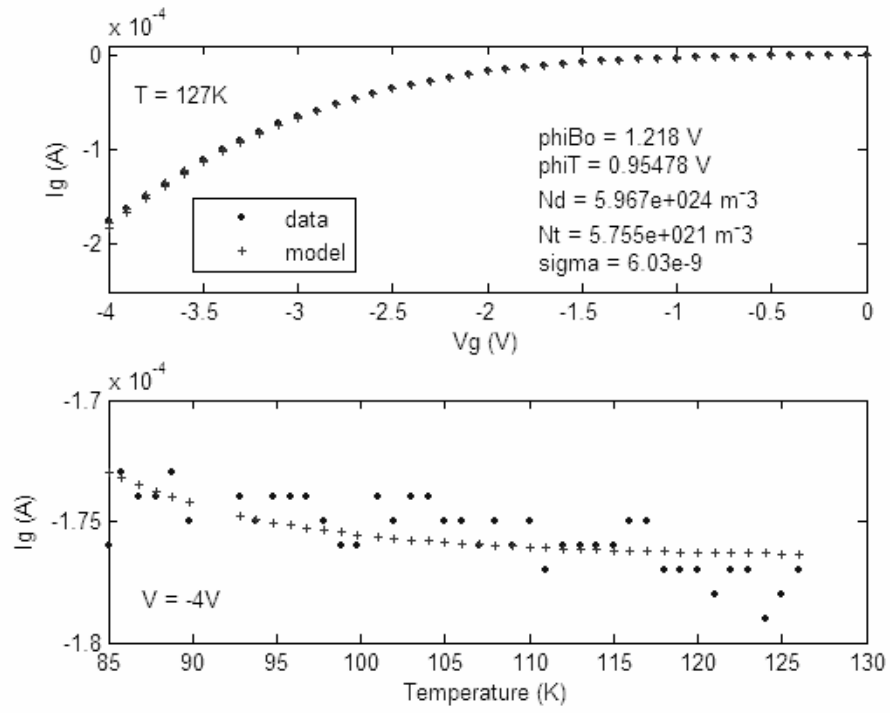 x 10^-4
0
-1
-2
Ig (A)
T = 127K
data
model
phiBo = 1.218 V
phiT = 0.95478 V
Nd = 5.967e+024 m^-3
Nt = 5.755e+021 m^-3
sigma = 6.03e-9
-4 -3.5 -3 -2.5 -2 -1.5 -1 -0.5 0
Vg (V)
x 10^-4
-1.7
-1.75
-1.8
Ig (A)
V = -4V
85 90 95 100 105 110 115 120 125 130
Temperature (K)